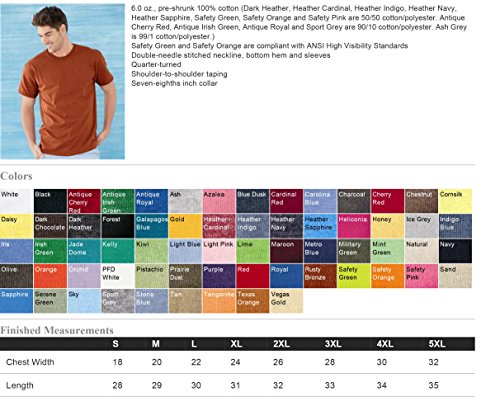 6.0 oz., pre-shrunk 100% cotton (Dark Heather, Heather Cardinal, Heather Indigo, Heather Navy,
Heather Sapphire, Safety Green, Safety Orange and Safety Pink are 50/50 cotton/polyester. Antique
Cherry Red, Antique Irish Green, Antique Royal and Sport Grey are 90/10 cotton/polyester. Ash Grey
is 99/1 cotton/polyester.)
Safety Green and Safety Orange are compliant with ANSI High Visibility Standards
Double-needle stitched neckline, bottom hem and sleeves
Quarter-turned
Shoulder-to-shoulder taping
Seven-eighths inch collar
Colors
White Black Antique Cherry Red Antique Irish Green Antique Royal Ash Azalea Blue Dusk Cardinal Red Carolina Blue Charcoal Cherry Red Chestnut Cornsilk
Daisy Dark Chocolate Dark Heather Forest Galapagos Blue Gold Heather Cardinal Heather Indigo Heather Navy Heather Sapphire Heliconia Honey Ice Grey Indigo Blue
Iris Irish Green Jade Dome Kelly Kiwi Light Blue Light Pink Lime Maroon Metro Blue Military Green Mint Green Natural Navy
Olive Orange Orchid PFD White Pistachio Prairie Dust Purple Red Royal Rusty Bronze Safety Green Safety Orange Safety Pink Sand
Sapphire Serene Green Sky Sport Grey Stone Blue Tan Tangerine Texas Orange Vegas Gold
Finished Measurements
S M L XL 2XL 3XL 4XL 5XL
Chest Width 18 20 22 24 26 28 30 32
Length 28 29 30 31 32 33 34 35